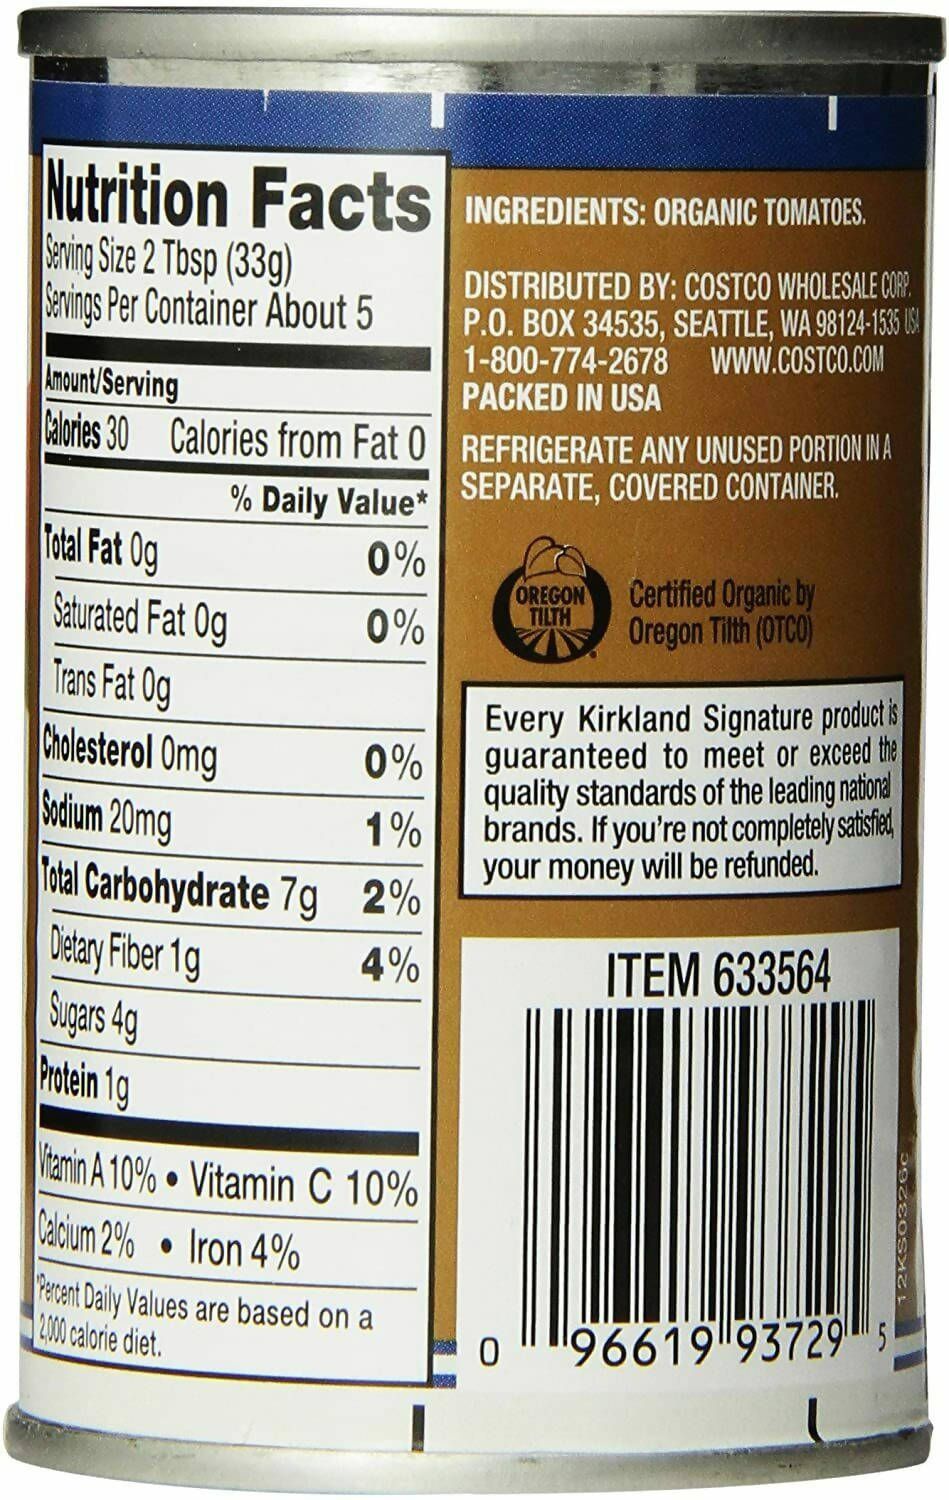 Nutrition Facts
Serving Size 2 Tbsp (33g)
Servings Per Container About 5
Amount/Serving
Calories 30 Calories from Fat 0
% Daily Value*
Total Fat 0g 0%
Saturated Fat 0g 0%
Trans Fat 0g
Cholesterol 0mg 0%
Sodium 20mg 1%
Total Carbohydrate 7g 2%
Dietary Fiber 1g 4%
Sugars 4g
Protein 1g
Vitamin A 10% • Vitamin C 10%
Calcium 2% • Iron 4%
*Percent Daily Values are based on a
2,000 calorie diet.
INGREDIENTS: ORGANIC TOMATOES.
DISTRIBUTED BY: COSTCO WHOLESALE CORP.
P.O. BOX 34535, SEATTLE, WA 98124-1535 USA
1-800-774-2678 WWW.COSTCO.COM
PACKED IN USA
REFRIGERATE ANY UNUSED PORTION IN A
SEPARATE, COVERED CONTAINER.
OREGON
TILTH
Certified Organic by
Oregon Tilth (OTCO)
Every Kirkland Signature product is
guaranteed to meet or exceed the
quality standards of the leading national
brands. If you're not completely satisfied,
your money will be refunded.
ITEM 633564
0 96619 93729 5
12KS0326c